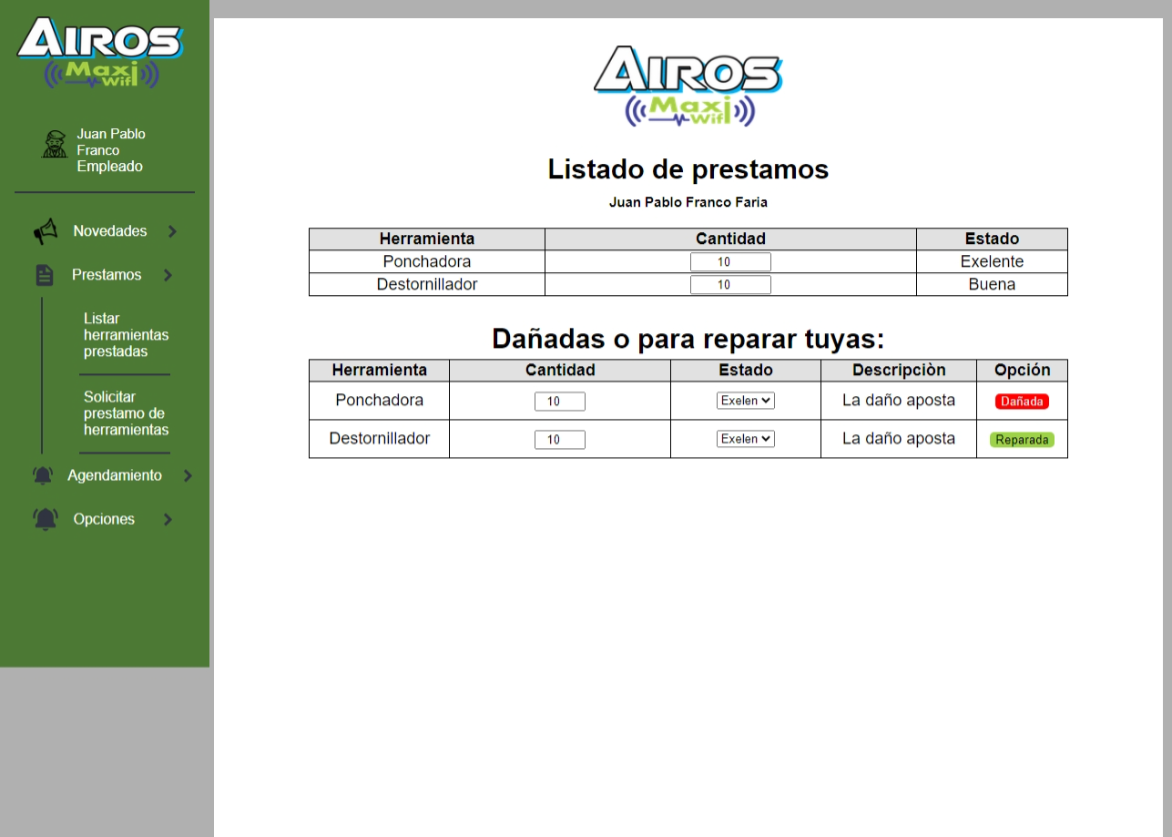 AIROS
Maxi
Wifi
Juan Pablo
Franco
Empleado
Novedades
Prestamos
Listar
herramientas
prestadas
Solicitar
prestamo de
herramientas
Agendamiento
Opciones
AIROS
Maxi
Wifi
Listado de prestamos
Juan Pablo Franco Faria
Herramienta Cantidad Estado
Ponchadora 10 Exelente
Destornillador 10 Buena
Dañadas o para reparar tuyas:
Herramienta Cantidad Estado Descripciòn Opción
Ponchadora 10 Exelen La daño aposta Dañada
Destornillador 10 Exelen La daño aposta Reparada